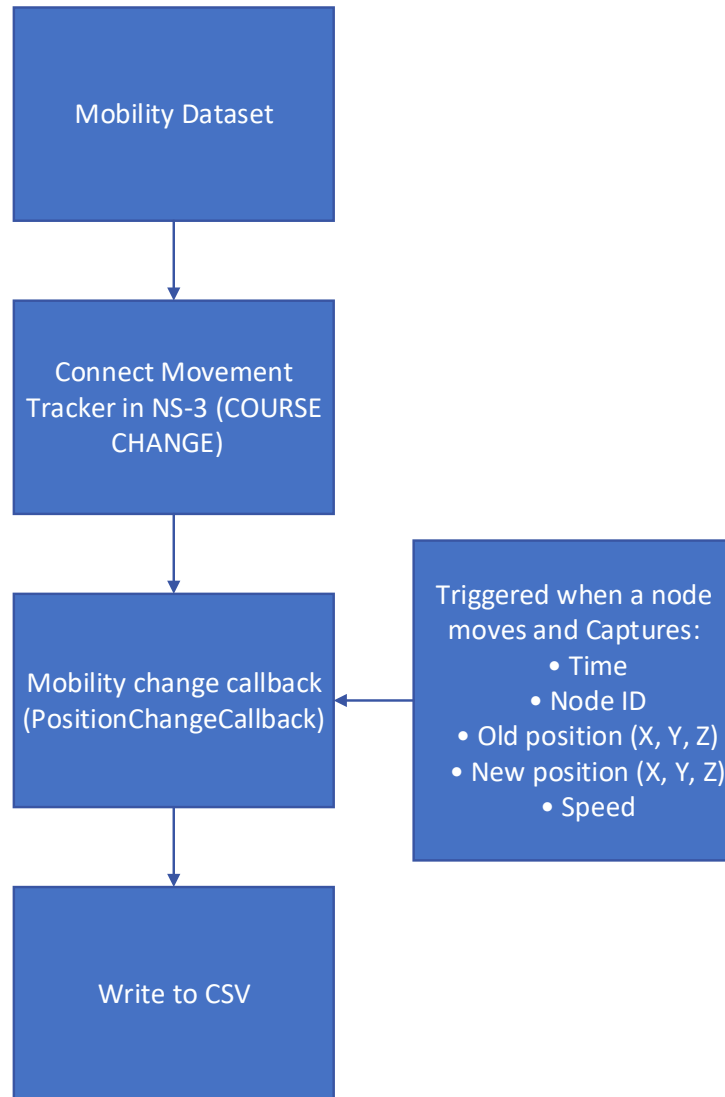 Mobility Dataset
Connect Movement
Tracker in NS-3 (COURSE
CHANGE)
Mobility change callback
(PositionChangeCallback)
Triggered when a node
moves and Captures:
• Time
• Node ID
• Old position (X, Y, Z)
• New position (X, Y, Z)
• Speed
Write to CSV